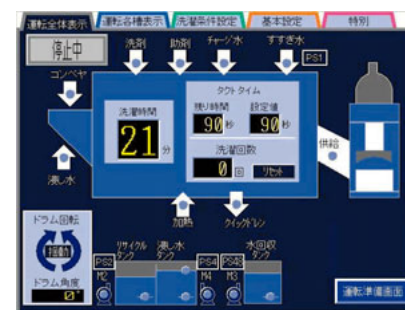 運転全体表示 運転各槽表示 洗濯条件設定 基本設定 特別
停止中
洗剤 助剤 チャージ水 すすぎ水
PS1
コンベヤ
タクトタイム
洗濯時間
残り時間 設定値
21 分
90 秒 90 秒
供給
洗濯回数
0 回 リセット
濡し水
加熱 クイックドレン
ドラム回転
揺動
ドラム角度
0°
リサイクルタンク 濡し水タンク 水回収タンク
PS2 PS4 PS4S
M2 M4 M3
運転準備画面